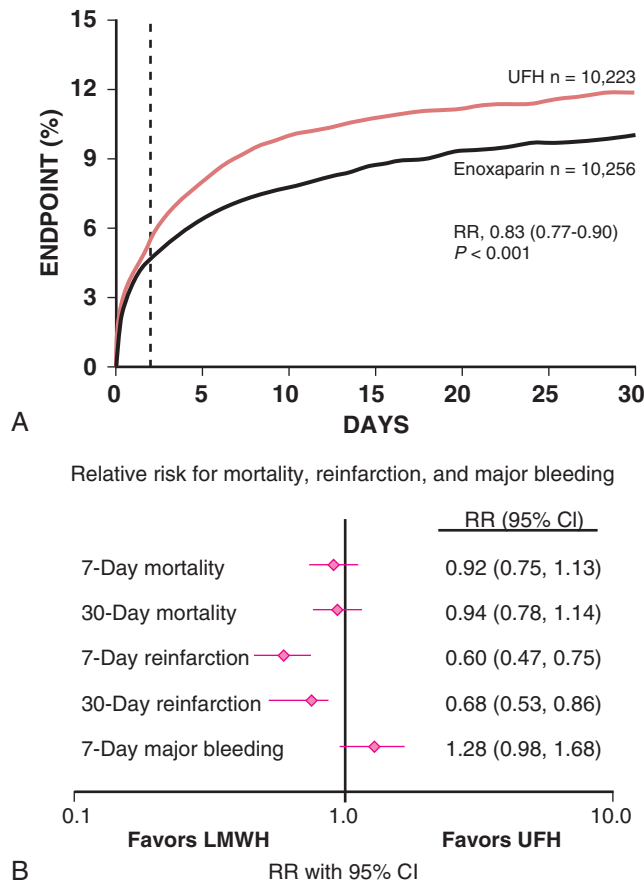 15
12
9
6
3
0
ENDPOINT (%)
UFH n = 10,223
Enoxaparin n = 10,256
RR, 0.83 (0.77-0.90)
P < 0.001
0 5 10 15 20 25 30
DAYS
A
Relative risk for mortality, reinfarction, and major bleeding
RR (95% CI)
7-Day mortality 0.92 (0.75, 1.13)
30-Day mortality 0.94 (0.78, 1.14)
7-Day reinfarction 0.60 (0.47, 0.75)
30-Day reinfarction 0.68 (0.53, 0.86)
7-Day major bleeding 1.28 (0.98, 1.68)
0.1 1.0 10.0
Favors LMWH Favors UFH
B RR with 95% CI